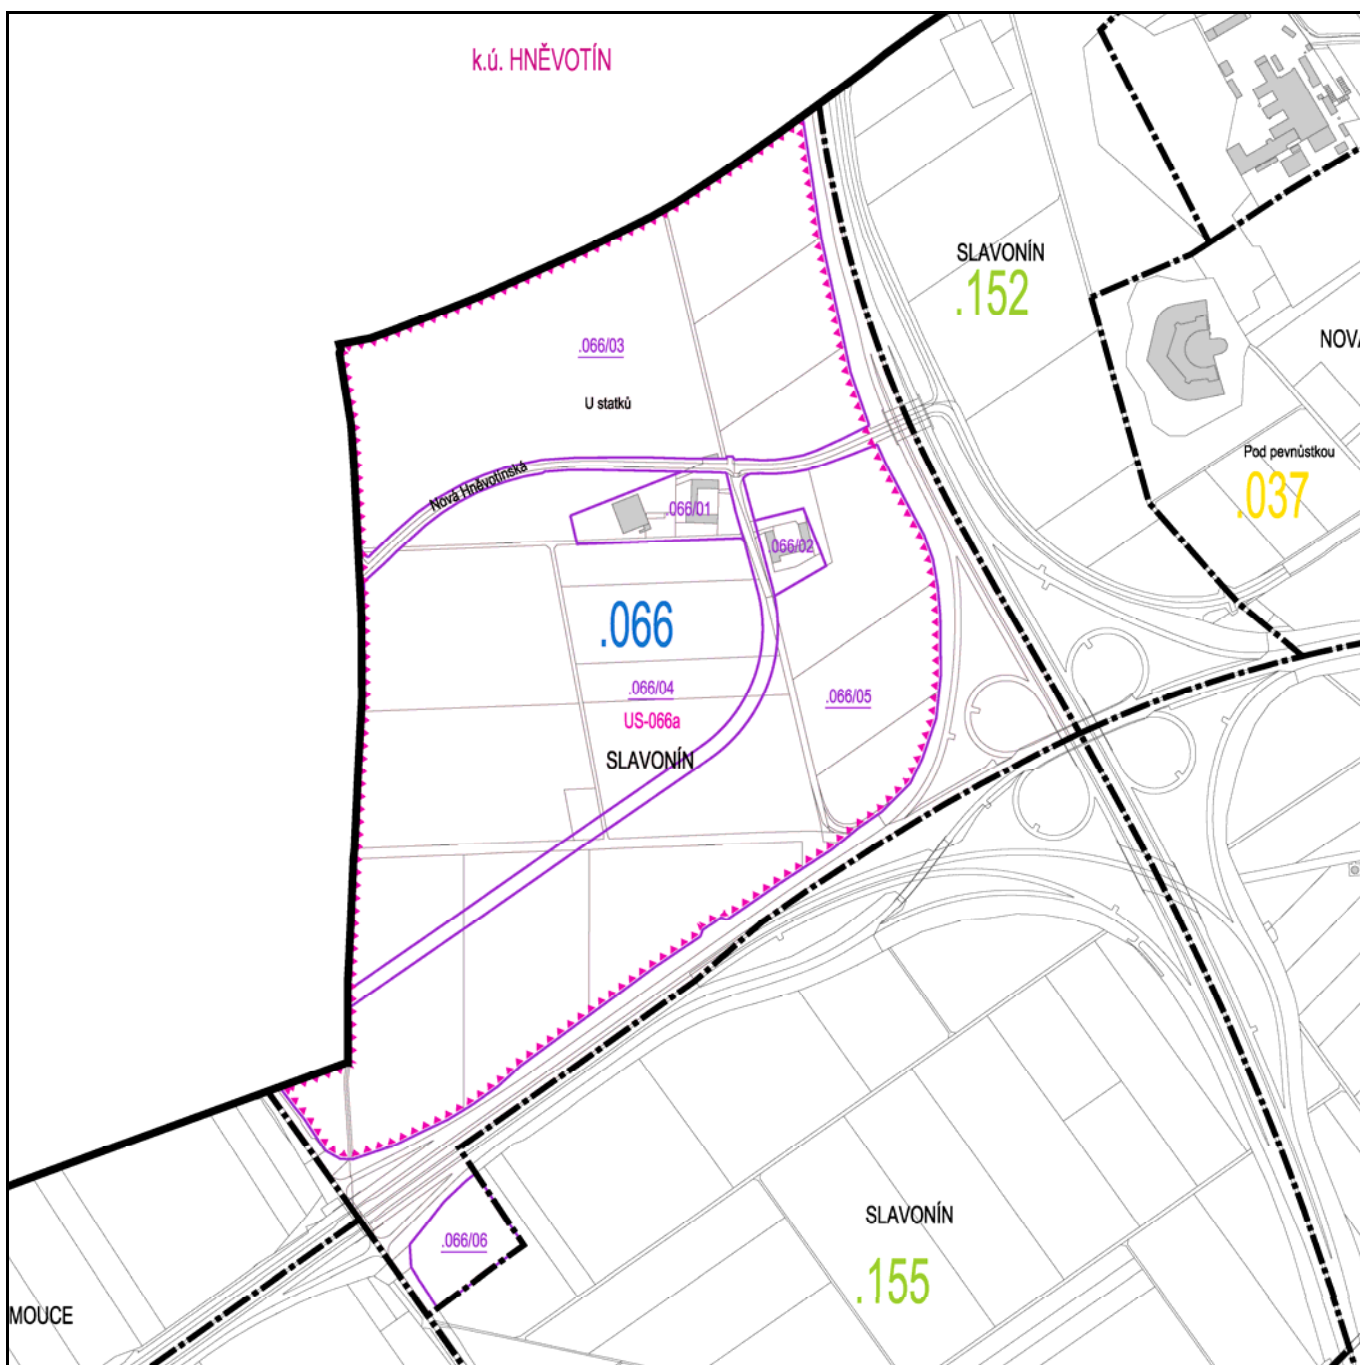 k.ú. HNĚVOTÍN
SLAVONÍN
.152
NOVÁ
.066/03
U statků
Pod pevnůstkou
.037
Nová Hněvotínská
.066/01
.066/02
.066
.066/04
.066/05
US-066a
SLAVONÍN
SLAVONÍN
.066/06
.155
MOUCE